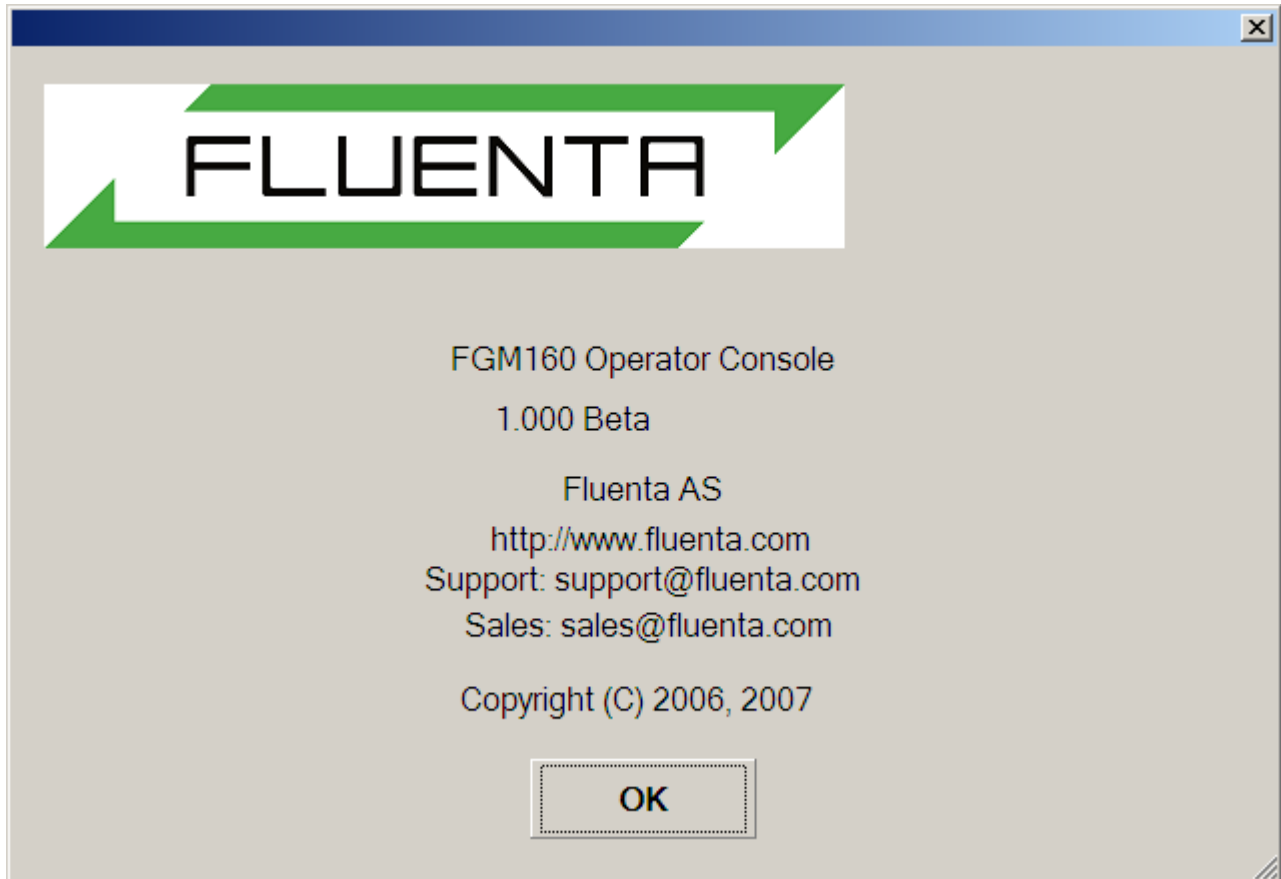 FLUENTA
FGM160 Operator Console
1.000 Beta
Fluenta AS
http://www.fluenta.com
Support: support@fluenta.com
Sales: sales@fluenta.com
Copyright (C) 2006, 2007
OK